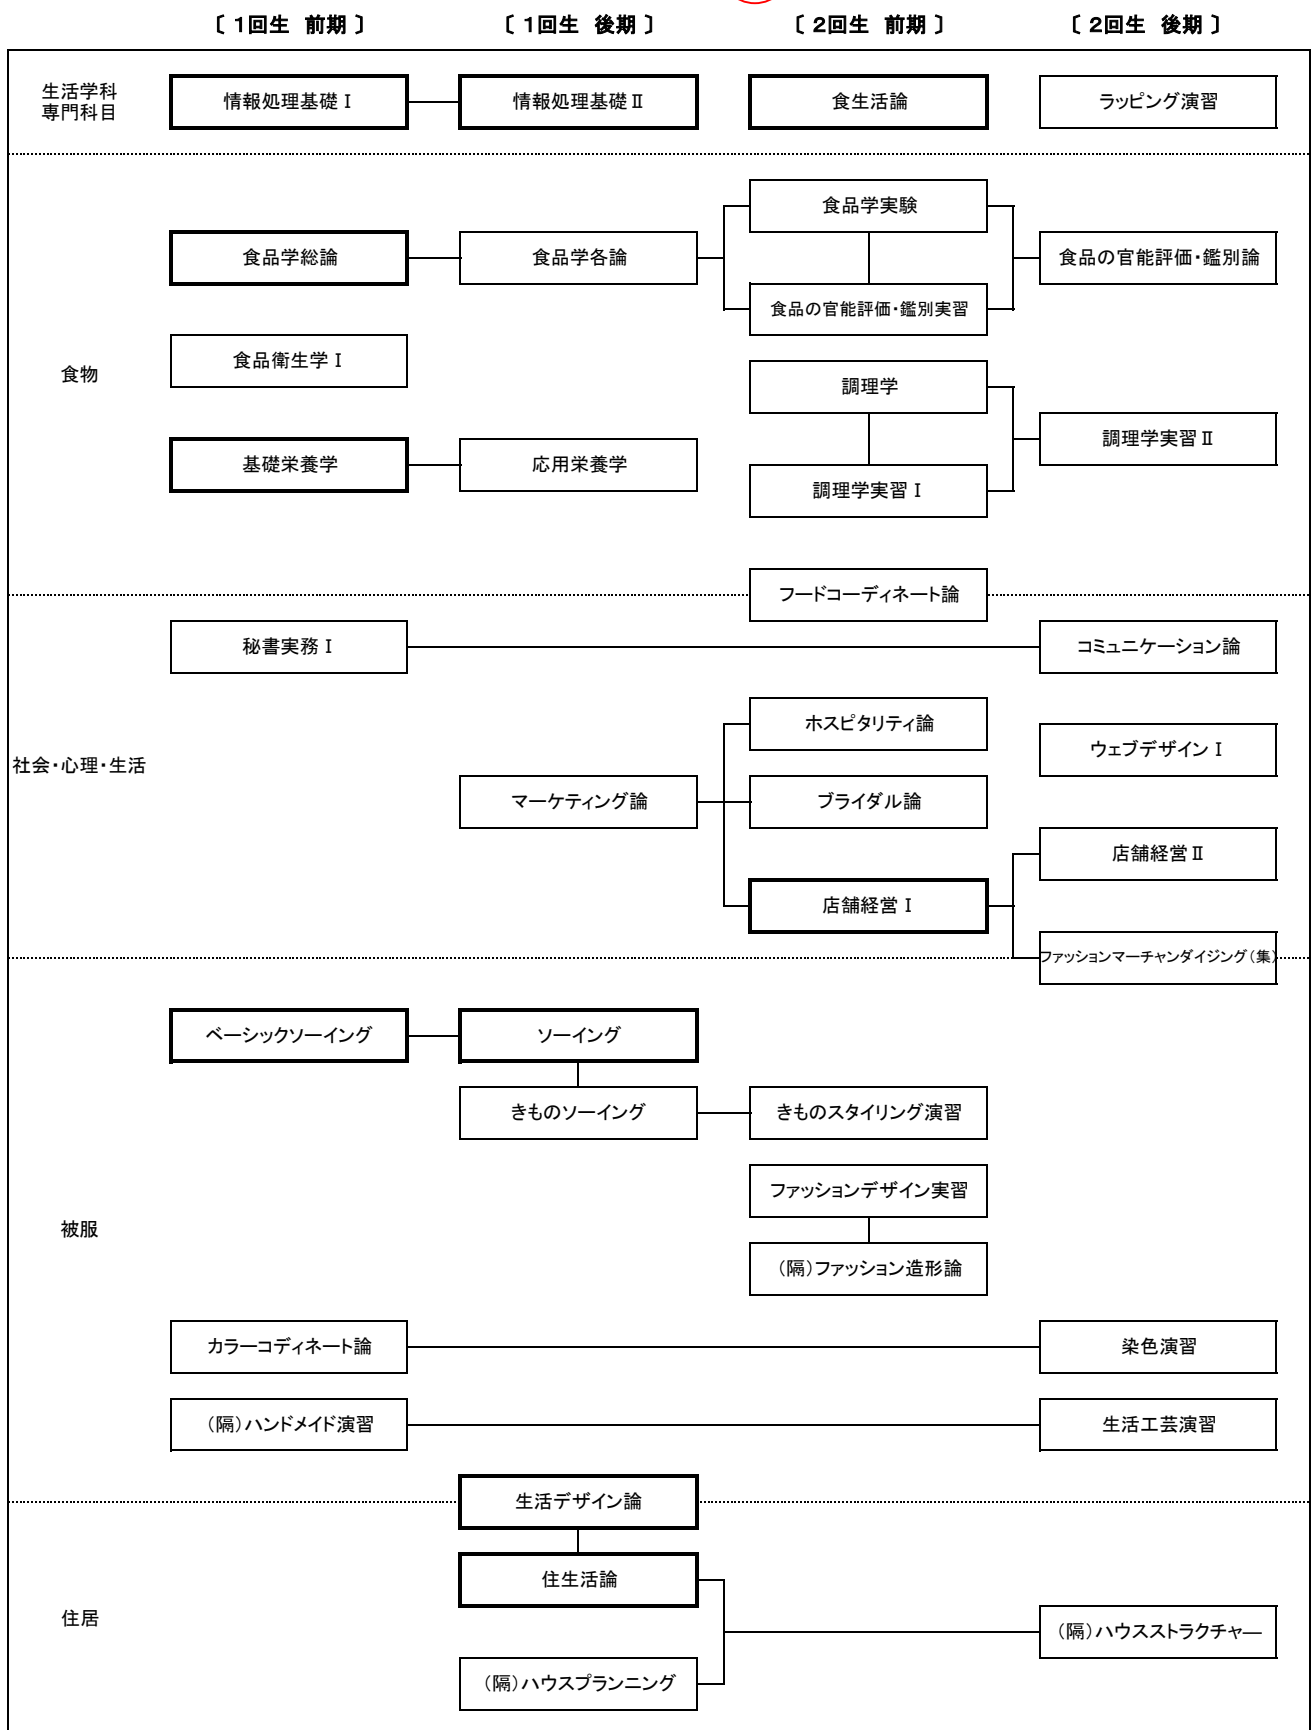 〔 1回生 前期 〕 〔 1回生 後期 〕 〔 2回生 前期 〕 〔 2回生 後期 〕
生活学科
専門科目
情報処理基礎Ⅰ 情報処理基礎Ⅱ 食生活論 ラッピング演習
食品学実験
食品学総論 食品学各論 食品の官能評価・鑑別論
食品の官能評価・鑑別実習
食品衛生学Ⅰ
食物
調理学
調理学実習Ⅱ
基礎栄養学 応用栄養学
調理学実習Ⅰ
フードコーディネート論
秘書実務Ⅰ コミュニケーション論
ホスピタリティ論
ウェブデザインⅠ
社会・心理・生活
マーケティング論 ブライダル論
店舗経営Ⅱ
店舗経営Ⅰ
ファッションマーチャンダイジング(集)
ベーシックソーイング ソーイング
きものソーイング きものスタイリング演習
ファッションデザイン実習
被服
(隔)ファッション造形論
カラーコディネート論 染色演習
(隔)ハンドメイド演習 生活工芸演習
生活デザイン論
住生活論
住居
(隔)ハウスストラクチャー
(隔)ハウスプランニング